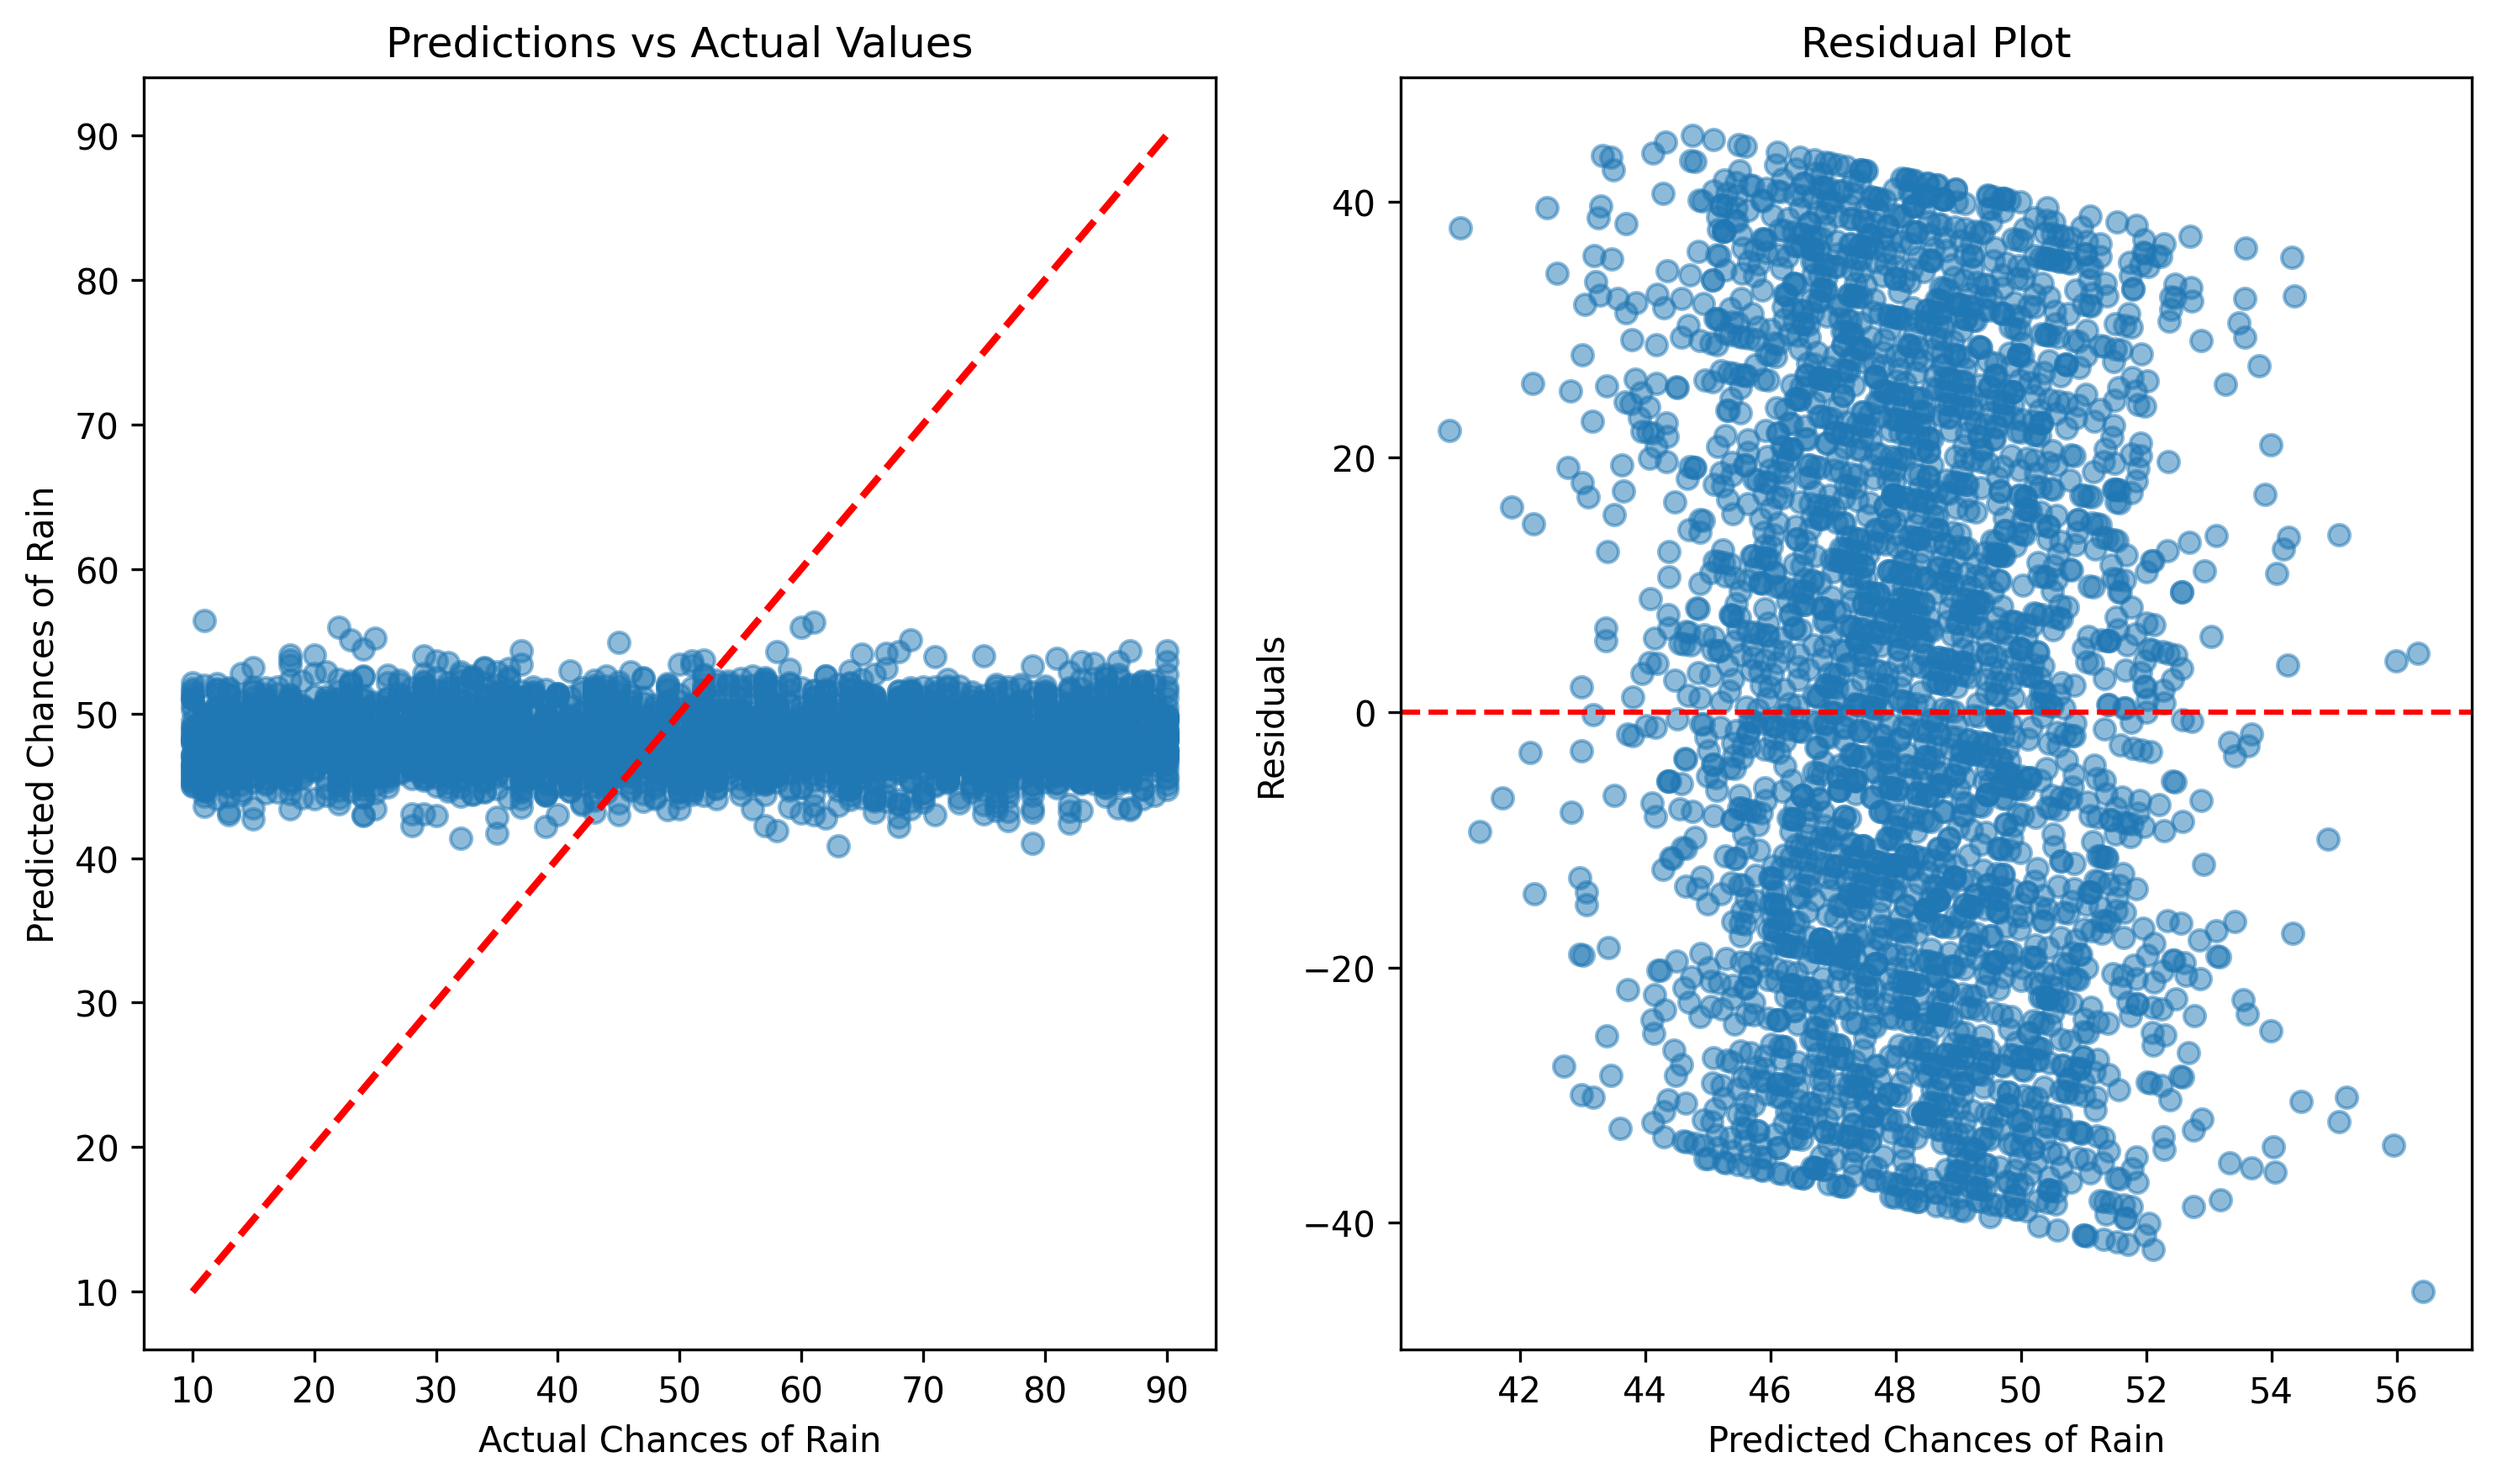 Predictions vs Actual Values
90
80
70
60
50
40
30
20
10
Predicted Chances of Rain
10 20 30 40 50 60 70 80 90
Actual Chances of Rain
Residual Plot
40
20
0
−20
−40
Residuals
42 44 46 48 50 52 54 56
Predicted Chances of Rain